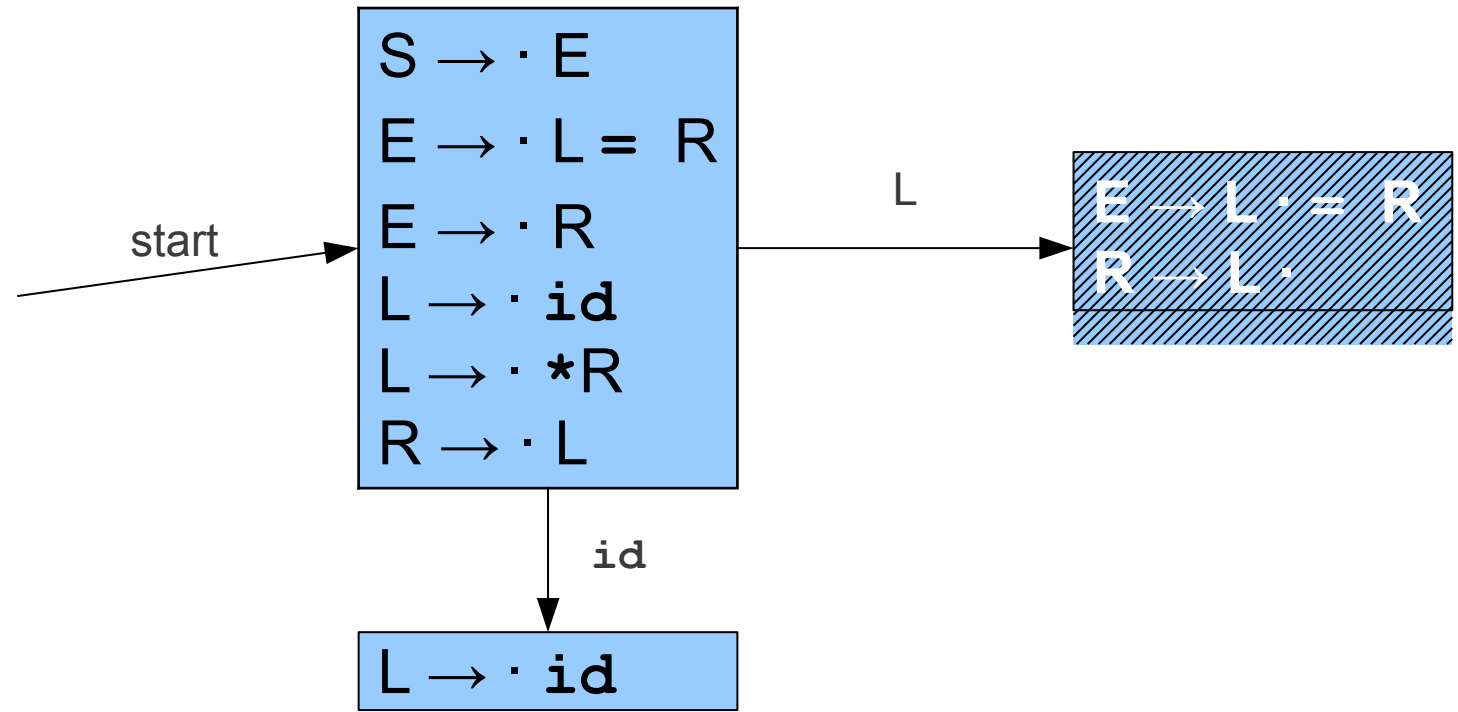 start
S → · E
E → · L = R
E → · R
L → · id
L → · *R
R → · L
L
E → L · = R
R → L ·
id
L → · id